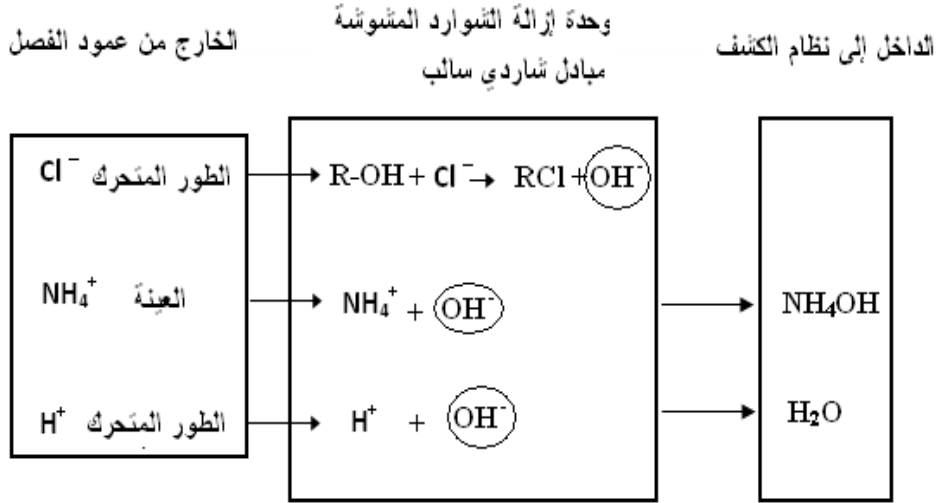 الخارج من عمود الفصل
وحدة إزالة الشوارد المشوشة
مبادل شاردي سالب
الداخل إلى نظام الكشف
Cl⁻ الطور المتحرك → R-OH + Cl⁻ → RCl + OH⁻
NH₄⁺ العينة → NH₄⁺ + OH⁻ → NH₄OH
H⁺ الطور المتحرك → H⁺ + OH⁻ → H₂O